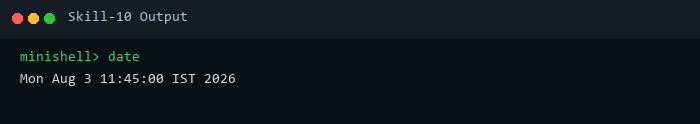 Skill-10 Output
minishell> date
Mon Aug 3 11:45:00 IST 2026